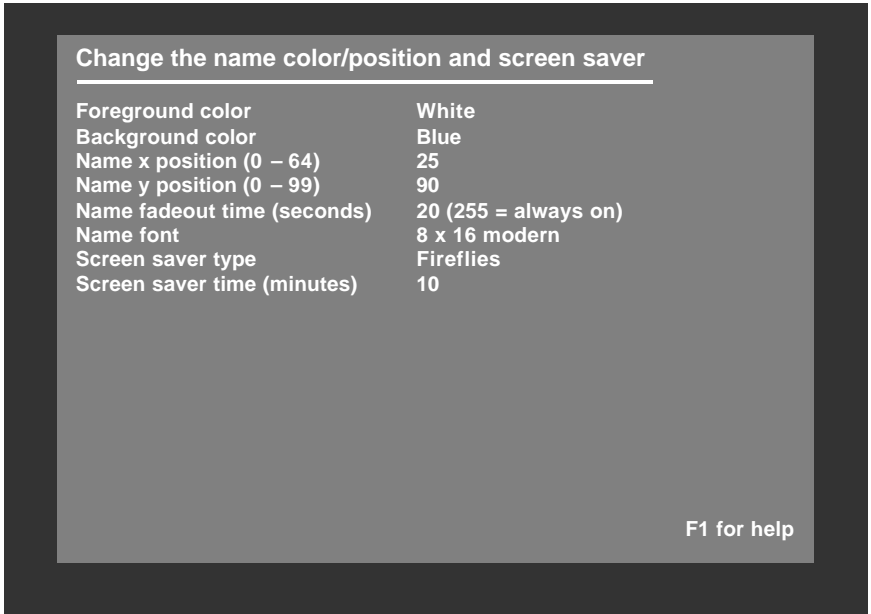 Change the name color/position and screen saver
Foreground color White
Background color Blue
Name x position (0 – 64) 25
Name y position (0 – 99) 90
Name fadeout time (seconds) 20 (255 = always on)
Name font 8 x 16 modern
Screen saver type Fireflies
Screen saver time (minutes) 10
F1 for help